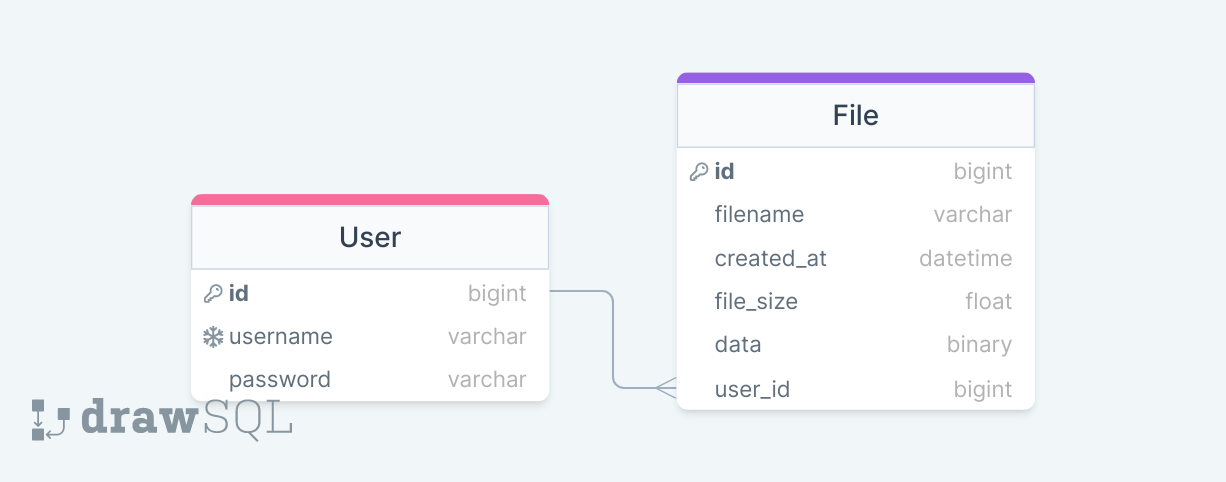 User
id bigint
username varchar
password varchar
File
id bigint
filename varchar
created_at datetime
file_size float
data binary
user_id bigint
drawSQL